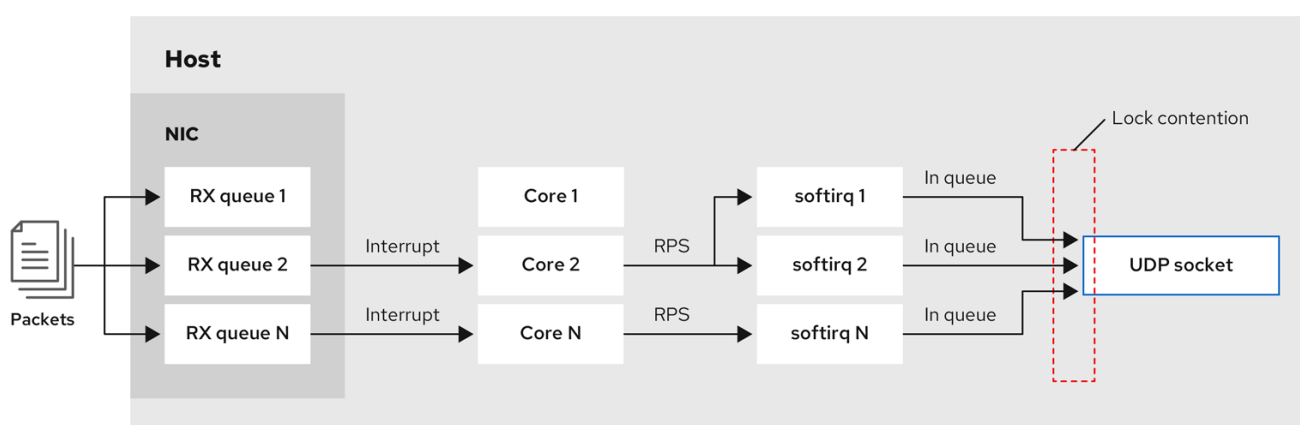 Host
Lock contention
NIC
RX queue 1
Core 1
softirq 1
In queue
Interrupt
RPS
In queue
RX queue 2
Core 2
softirq 2
UDP socket
Packets
Interrupt
RPS
In queue
RX queue N
Core N
softirq N